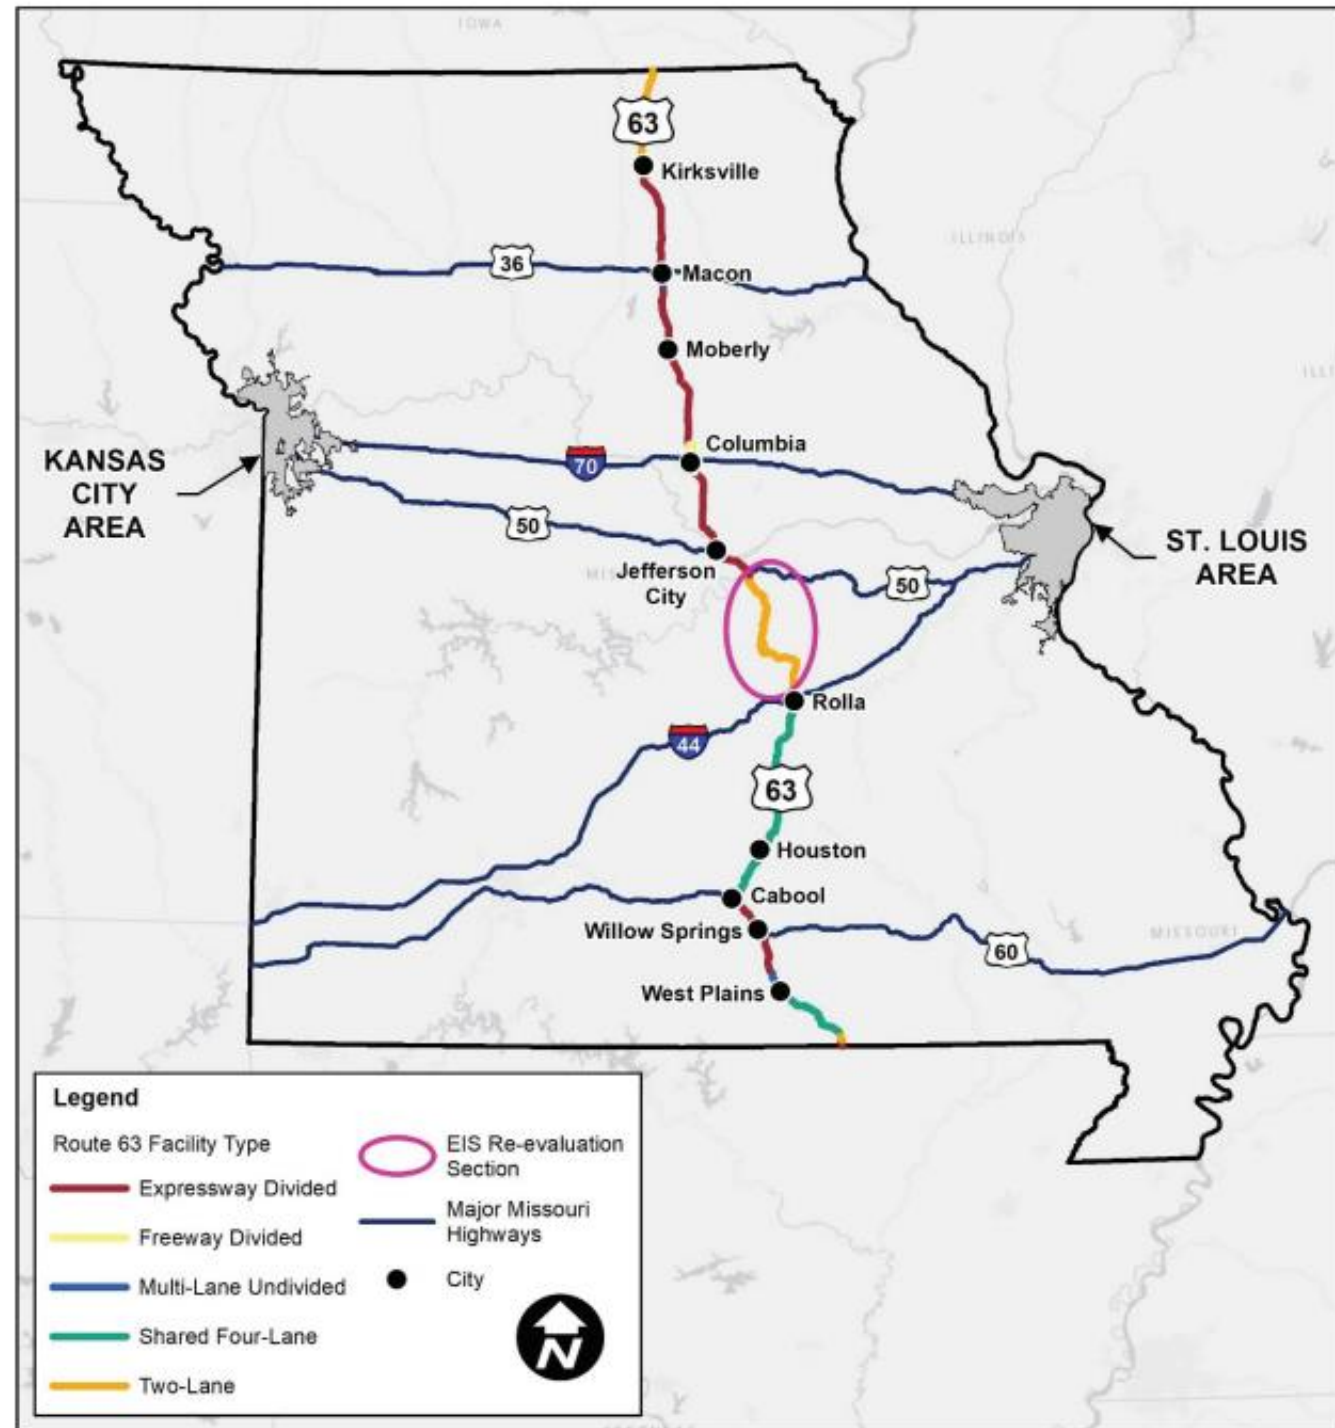 IOWA
63
Kirksville
ILLINOIS
36
Macon
Moberly
Columbia
KANSAS
CITY
AREA
70
50
ST. LOUIS
AREA
Jefferson
City
50
Rolla
44
63
Houston
Cabool
Willow Springs
MISSOURI
60
West Plains
Legend
Route 63 Facility Type
Expressway Divided
Freeway Divided
Multi-Lane Undivided
Shared Four-Lane
Two-Lane
EIS Re-evaluation
Section
Major Missouri
Highways
City
N